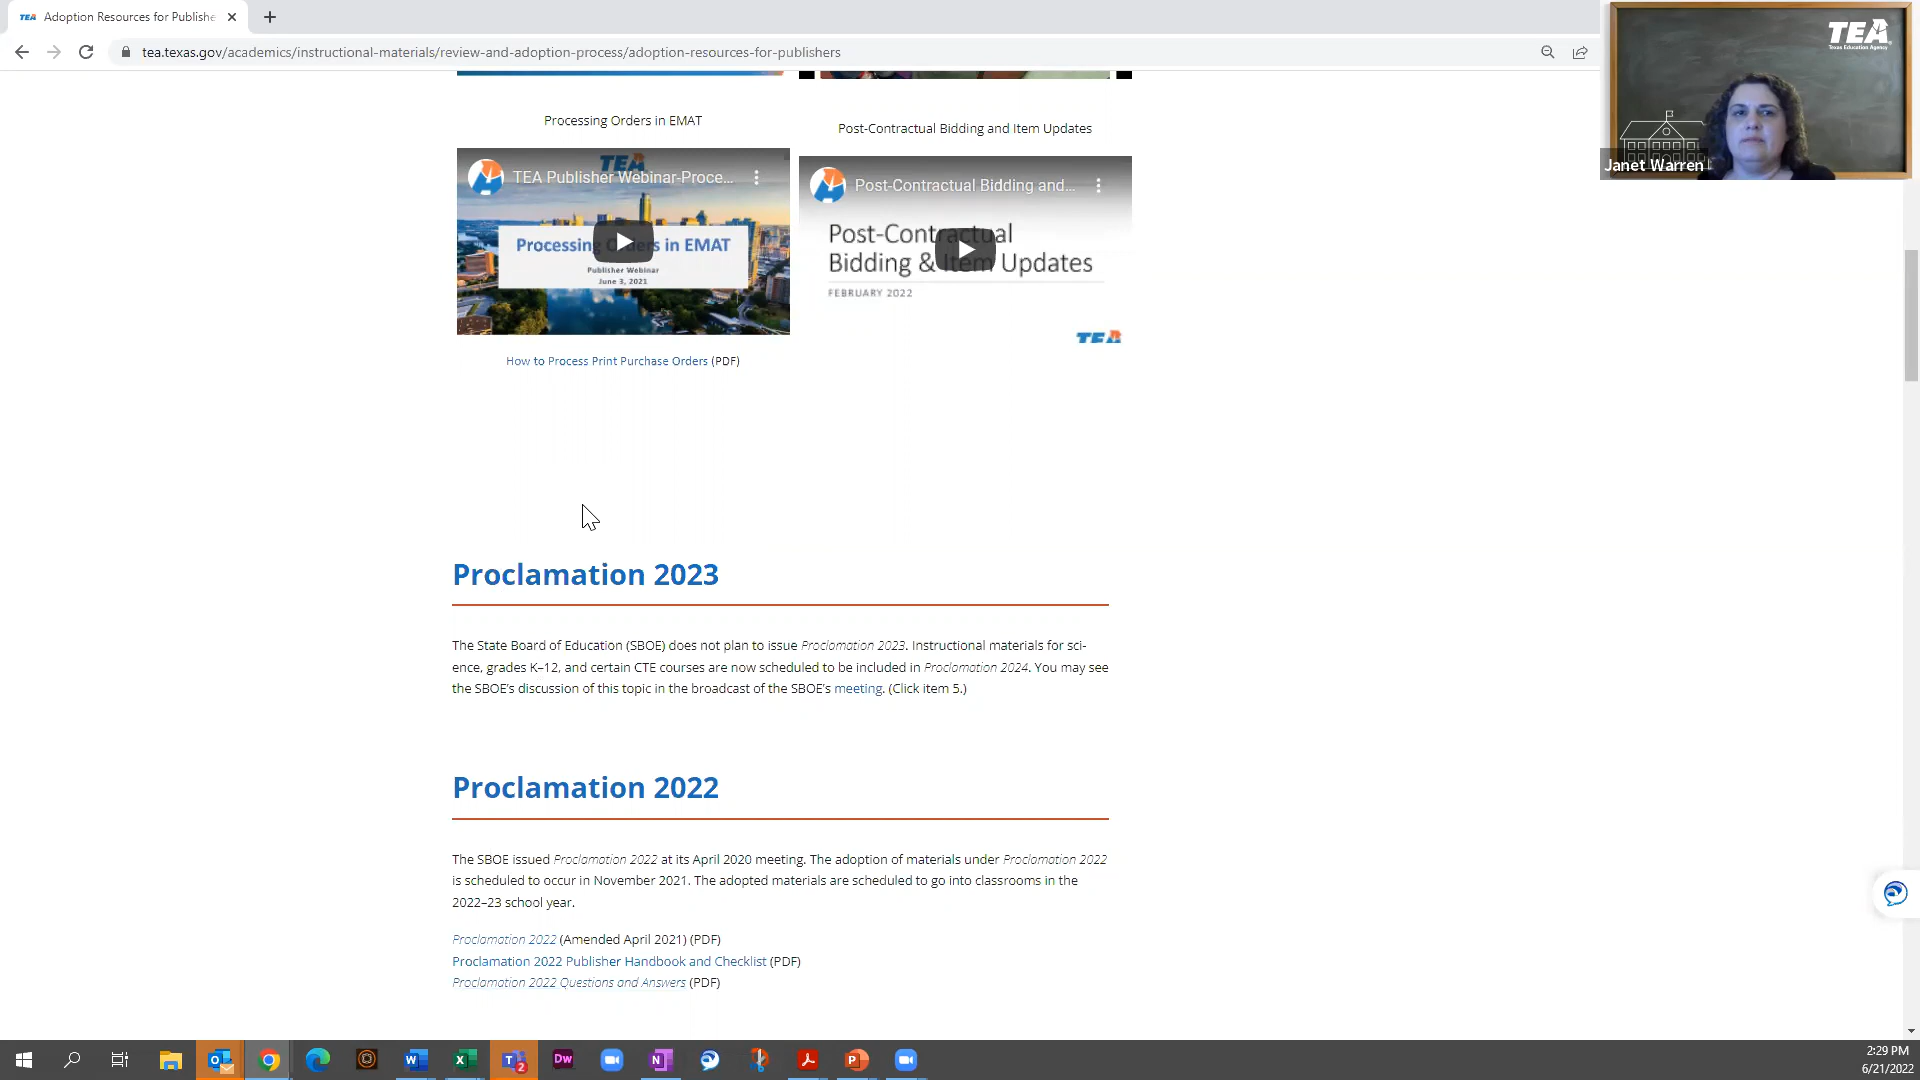 TEA Adoption Resources for Publishe
tea.texas.gov/academics/instructional-materials/review-and-adoption-process/adoption-resources-for-publishers
TEA
Texas Education Agency
Janet Warren
Processing Orders in EMAT
Post-Contractual Bidding and Item Updates
TEA
TEA Publisher Webinar-Proce...
Processing Orders in EMAT
Publisher Webinar
June 3, 2021
Post-Contractual Bidding and...
Post-Contractual
Bidding & Item Updates
FEBRUARY 2022
TEA
How to Process Print Purchase Orders (PDF)
Proclamation 2023
The State Board of Education (SBOE) does not plan to issue Proclamation 2023. Instructional materials for sci-
ence, grades K–12, and certain CTE courses are now scheduled to be included in Proclamation 2024. You may see
the SBOE's discussion of this topic in the broadcast of the SBOE's meeting. (Click item 5.)
Proclamation 2022
The SBOE issued Proclamation 2022 at its April 2020 meeting. The adoption of materials under Proclamation 2022
is scheduled to occur in November 2021. The adopted materials are scheduled to go into classrooms in the
2022–23 school year.
Proclamation 2022 (Amended April 2021) (PDF)
Proclamation 2022 Publisher Handbook and Checklist (PDF)
Proclamation 2022 Questions and Answers (PDF)
2
Dw
2:29 PM
6/21/2022